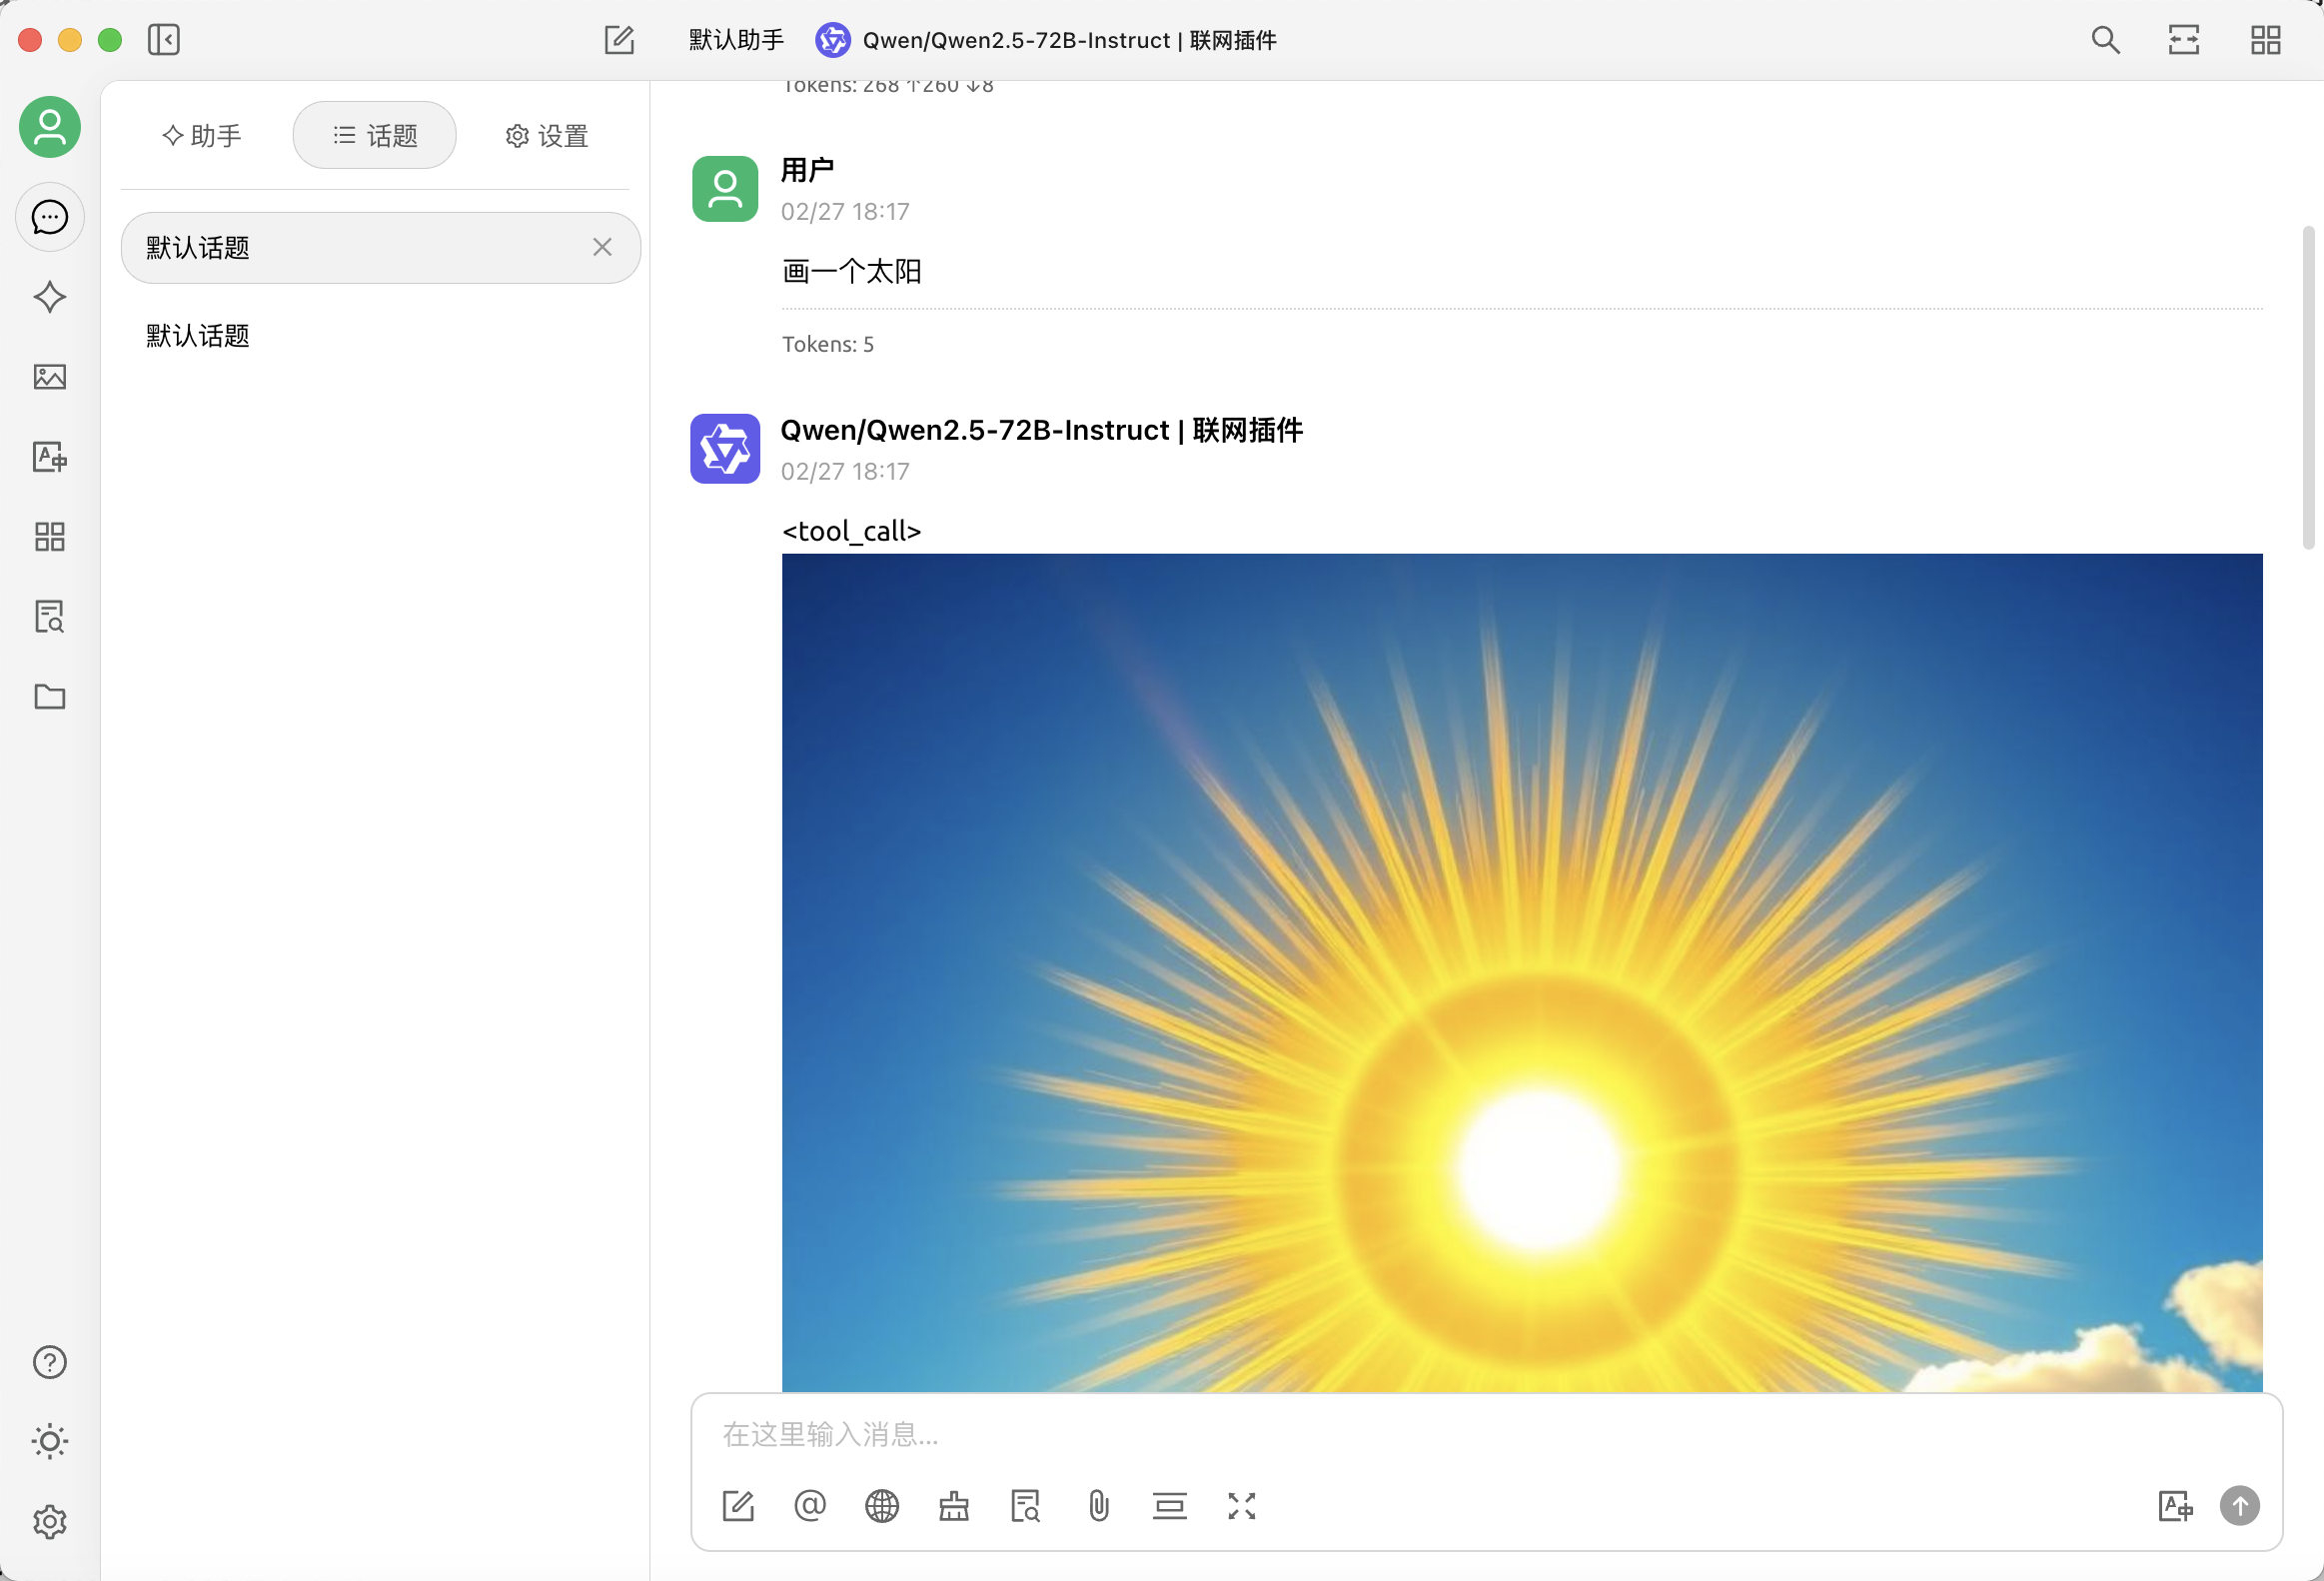 默认助手 Qwen/Qwen2.5-72B-Instruct | 联网插件
助手 话题 设置
默认话题
默认话题
Tokens: 268 ↑260 ↓8
用户
02/27 18:17
画一个太阳
Tokens: 5
Qwen/Qwen2.5-72B-Instruct | 联网插件
02/27 18:17
<tool_call>
在这里输入消息...